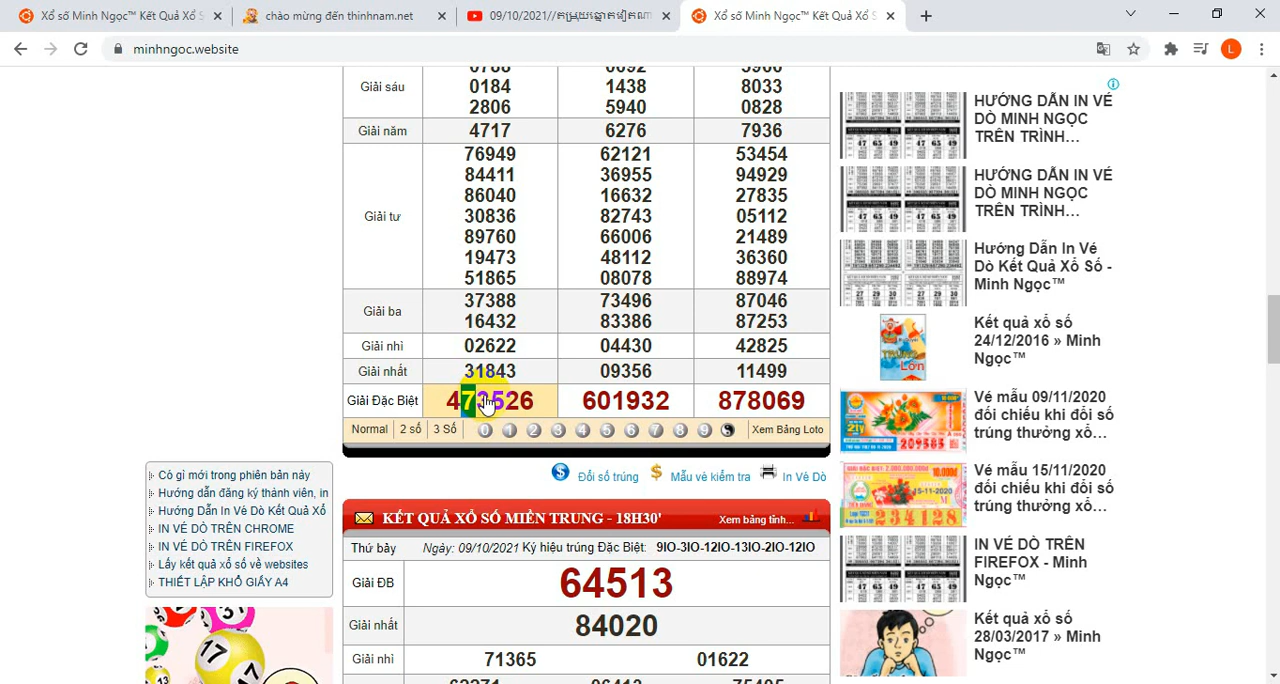 Xổ số Minh Ngọc™ Kết Quả Xổ S
chào mừng đến thinhnam.net
09/10/2021//តម្រុយឆ្នោតវៀតណា
Xổ số Minh Ngọc™ Kết Quả Xổ S
minhngoc.website
L
Giải sáu
0184 1438 8033
2806 5940 0828
Giải năm 4717 6276 7936
Giải tư
76949 62121 53454
84411 36955 94929
86040 16632 27835
30836 82743 05112
89760 66006 21489
19473 48112 36360
51865 08078 88974
Giải ba
37388 73496 87046
16432 83386 87253
Giải nhì 02622 04430 42825
Giải nhất 31843 09356 11499
Giải Đặc Biệt 473526 601932 878069
Normal 2 số 3 Số 0 1 2 3 4 5 6 7 8 9 Xem Bảng Loto
Đổi số trúng Mẫu vé kiểm tra In Vé Dò
KẾT QUẢ XỔ SỐ MIỀN TRUNG - 18H30' Xem bảng tỉnh...
Thứ bảy Ngày: 09/10/2021 Ký hiệu trúng Đặc Biệt: 9IO-3IO-12IO-13IO-2IO-12IO
Giải ĐB 64513
Giải nhất 84020
Giải nhì 71365 01622
Có gì mới trong phiên bản này
Hướng dẫn đăng ký thành viên, in
Hướng Dẫn In Vé Dò Kết Quả Xổ
IN VÉ DÒ TRÊN CHROME
IN VÉ DÒ TRÊN FIREFOX
Lấy kết quả xổ số về websites
THIẾT LẬP KHỔ GIẤY A4
HƯỚNG DẪN IN VÉ
DÒ MINH NGỌC
TRÊN TRÌNH...
HƯỚNG DẪN IN VÉ
DÒ MINH NGỌC
TRÊN TRÌNH...
Hướng Dẫn In Vé
Dò Kết Quả Xổ Số -
Minh Ngọc™
Kết quả xổ số
24/12/2016 » Minh
Ngọc™
Vé mẫu 09/11/2020
đối chiếu khi đổi số
trúng thưởng xổ...
Vé mẫu 15/11/2020
đối chiếu khi đổi số
trúng thưởng xổ...
IN VÉ DÒ TRÊN
FIREFOX - Minh
Ngọc™
Kết quả xổ số
28/03/2017 » Minh
Ngọc™